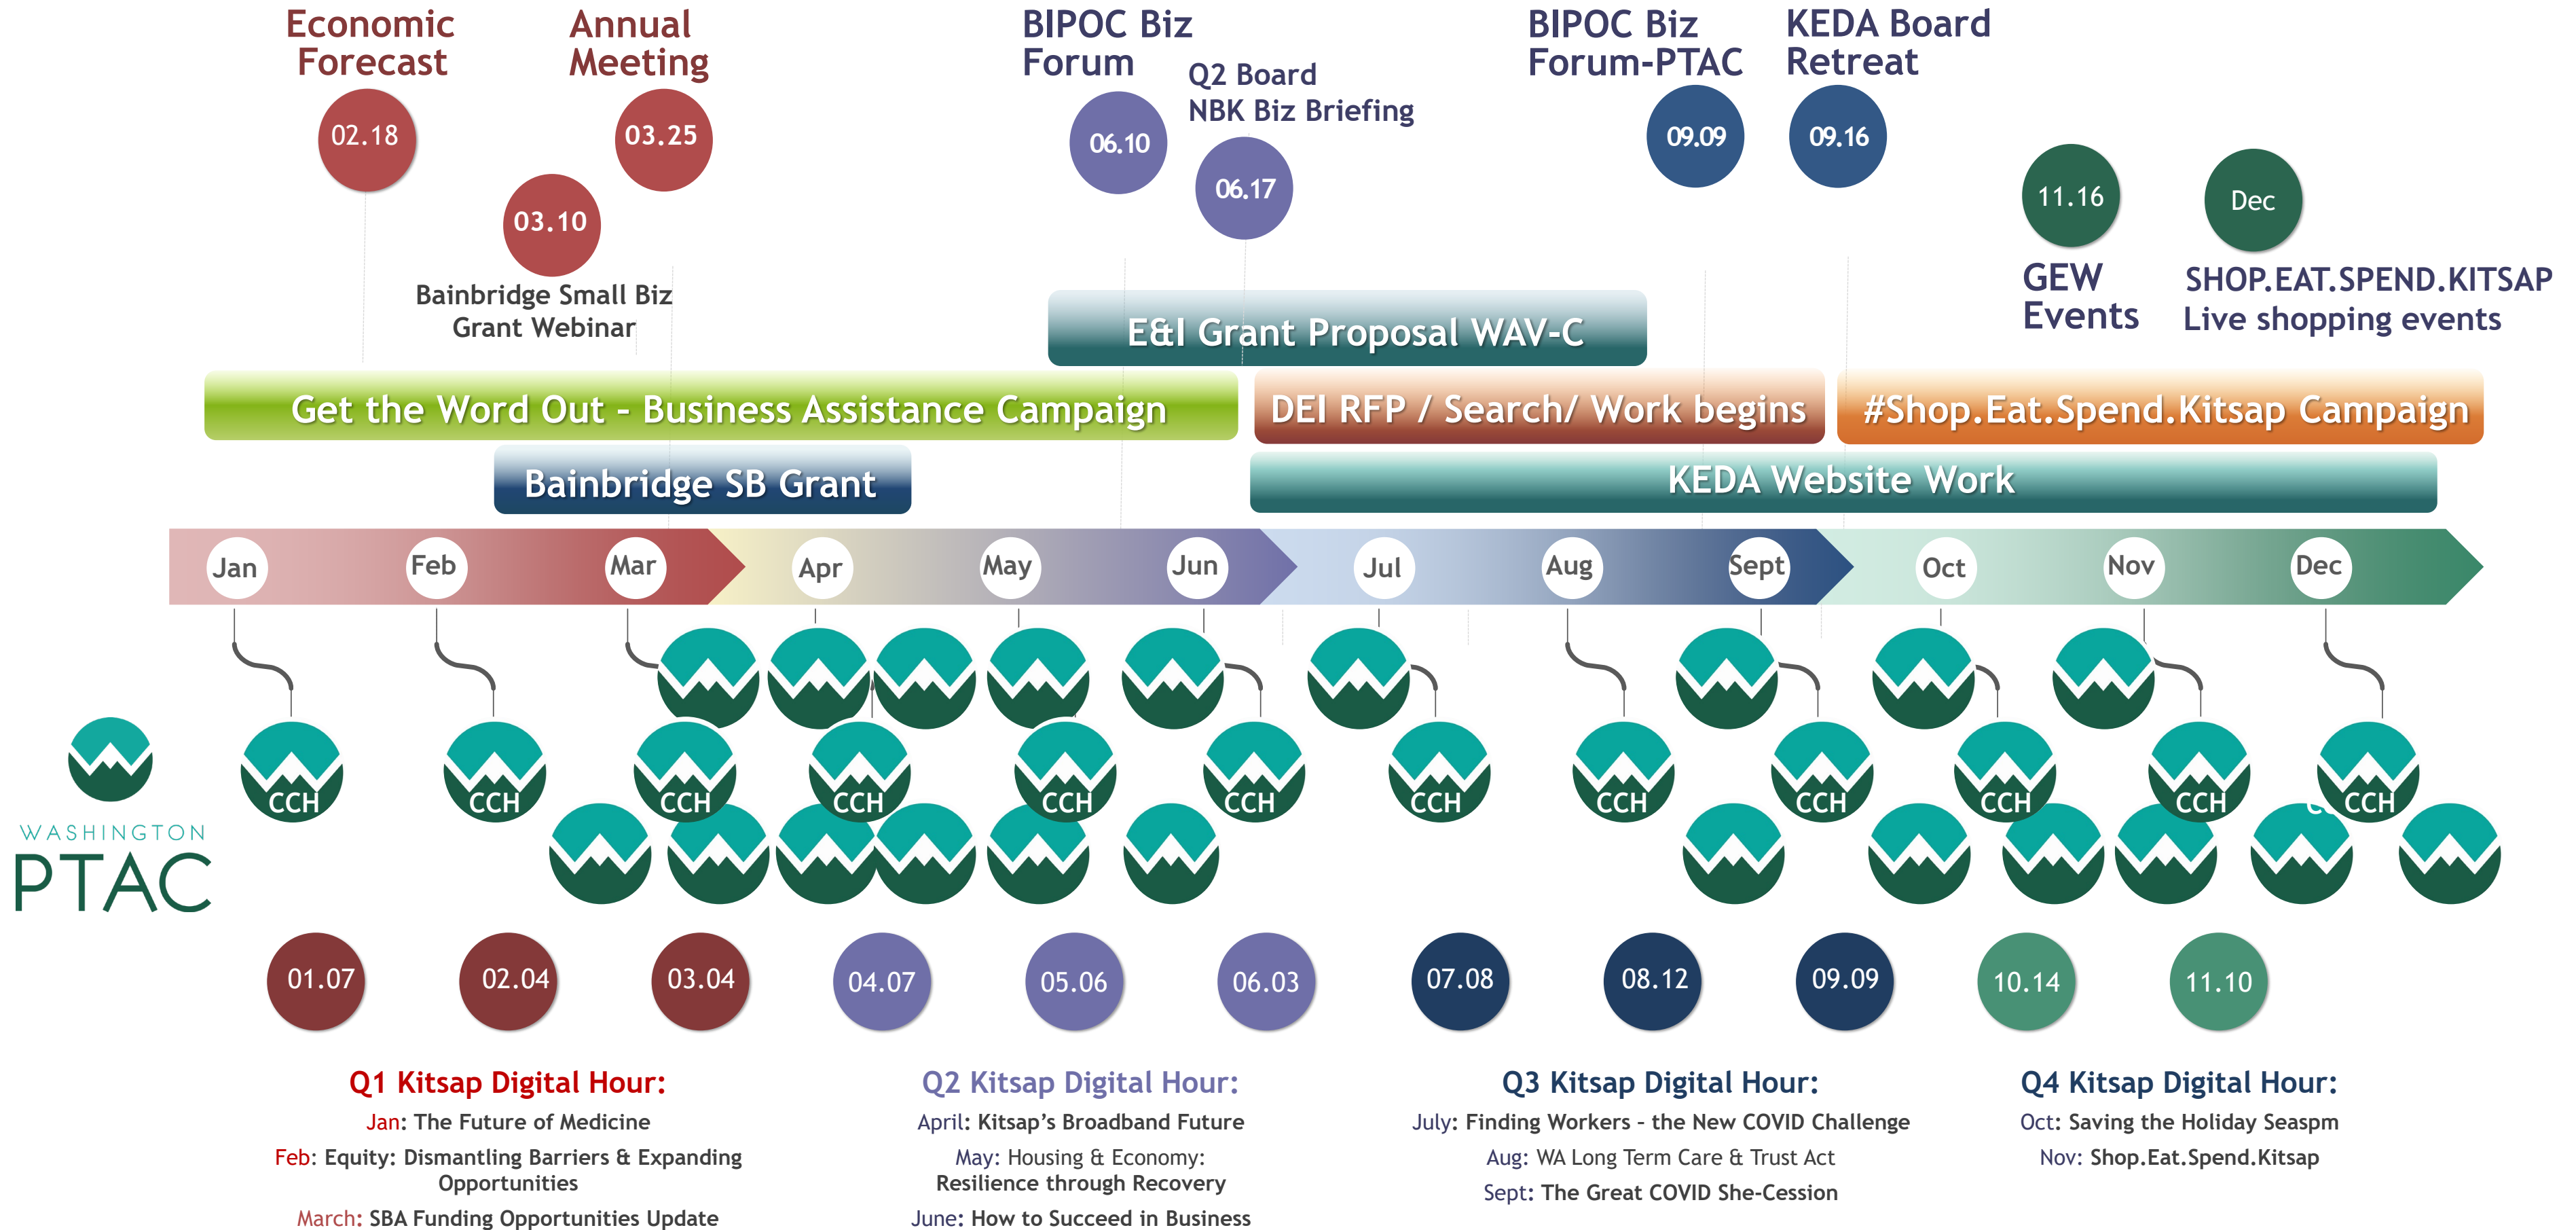 Economic
Forecast
Annual
Meeting
BIPOC Biz
Forum
Q2 Board
NBK Biz Briefing
BIPOC Biz
Forum-PTAC
KEDA Board
Retreat
02.18
03.25
03.10
06.10
06.17
09.09
09.16
11.16
Dec
Bainbridge Small Biz
Grant Webinar
GEW
Events
SHOP.EAT.SPEND.KITSAP
Live shopping events
E&I Grant Proposal WAV-C
Get the Word Out - Business Assistance Campaign
DEI RFP / Search/ Work begins
#Shop.Eat.Spend.Kitsap Campaign
Bainbridge SB Grant
KEDA Website Work
Jan
Feb
Mar
Apr
May
Jun
Jul
Aug
Sept
Oct
Nov
Dec
CCH
CCH
CCH
CCH
CCH
CCH
CCH
CCH
CCH
CCH
CCH
CCH
WASHINGTON
PTAC
01.07
02.04
03.04
04.07
05.06
06.03
07.08
08.12
09.09
10.14
11.10
Q1 Kitsap Digital Hour:
Jan: The Future of Medicine
Feb: Equity: Dismantling Barriers & Expanding
Opportunities
March: SBA Funding Opportunities Update
Q2 Kitsap Digital Hour:
April: Kitsap's Broadband Future
May: Housing & Economy:
Resilience through Recovery
June: How to Succeed in Business
Q3 Kitsap Digital Hour:
July: Finding Workers - the New COVID Challenge
Aug: WA Long Term Care & Trust Act
Sept: The Great COVID She-Cession
Q4 Kitsap Digital Hour:
Oct: Saving the Holiday Seaspm
Nov: Shop.Eat.Spend.Kitsap